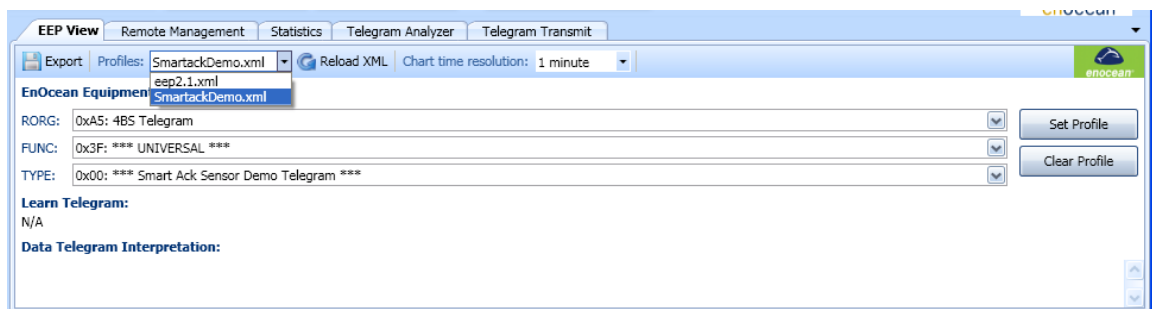 enocean
EEP View Remote Management Statistics Telegram Analyzer Telegram Transmit
Export Profiles: SmartackDemo.xml Reload XML Chart time resolution: 1 minute
enocean
eep2.1.xml
EnOcean Equipment SmartackDemo.xml
RORG: 0xA5: 4BS Telegram Set Profile
FUNC: 0x3F: *** UNIVERSAL ***
Clear Profile
TYPE: 0x00: *** Smart Ack Sensor Demo Telegram ***
Learn Telegram:
N/A
Data Telegram Interpretation: